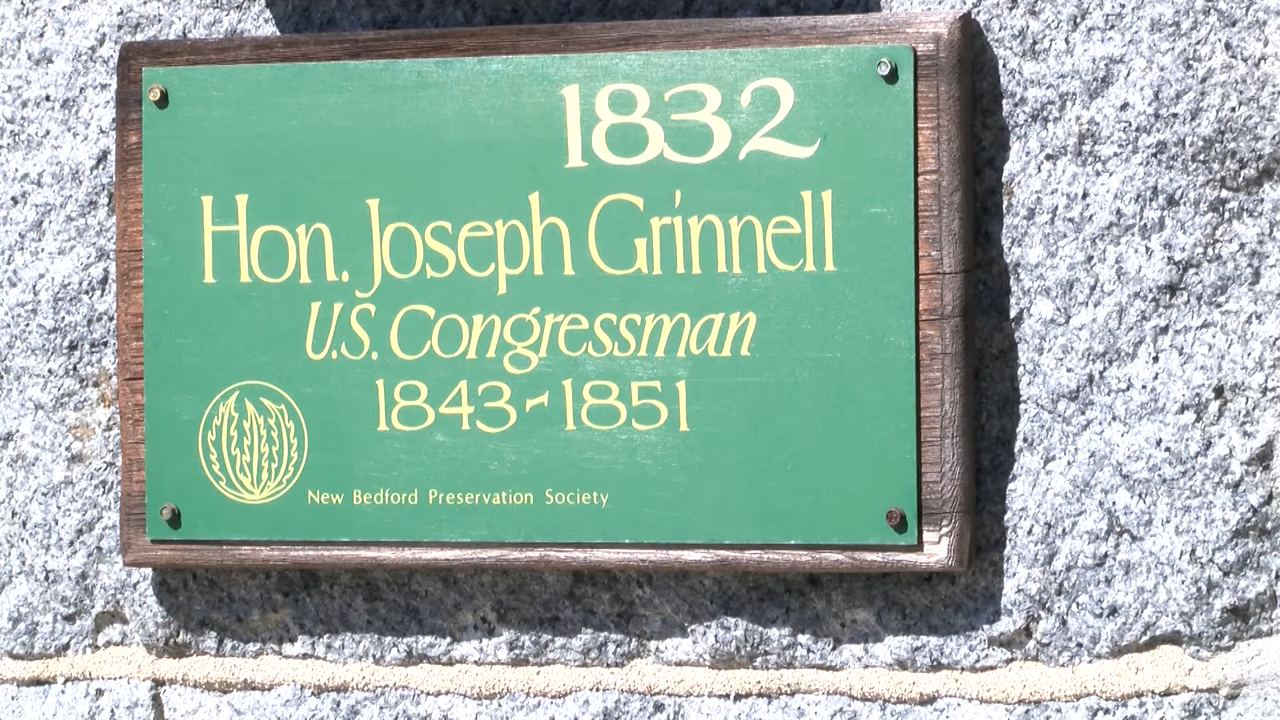 1832
Hon. Joseph Grinnell
U.S. Congressman
1843-1851
New Bedford Preservation Society